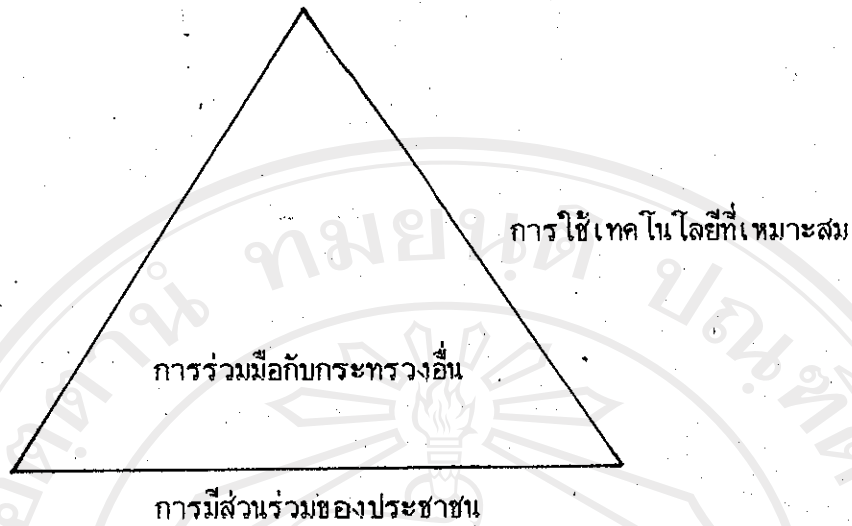 การใช้เทคโนโลยีที่เหมาะสม
การร่วมมือกับกระทรวงอื่น
การมีส่วนร่วมของประชาชน